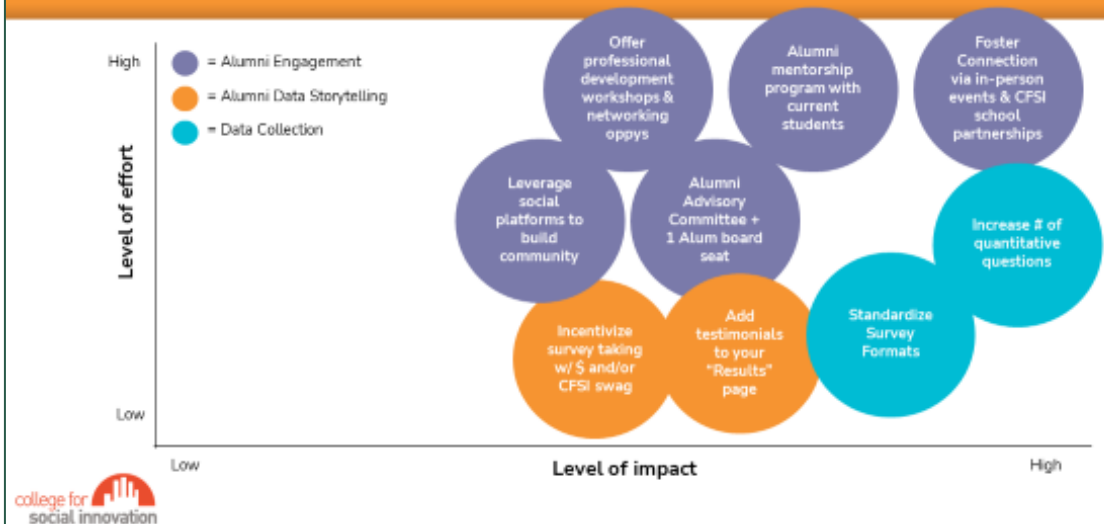 High
= Alumni Engagement
= Alumni Data Storytelling
= Data Collection
Offer
professional
development
workshops &
networking
oppys
Alumni
mentorship
program with
current
students
Foster
Connection
via in-person
events & CFSI
school
partnerships
Level of effort
Leverage
social
platforms to
build
community
Alumni
Advisory
Committee +
1 Alum board
seat
Increase # of
quantitative
questions
Incentivize
survey taking
w/ $ and/or
CFSI swag
Add
testimonials
to your
"Results"
page
Standardize
Survey
Formats
Low
Low
Level of impact
High
college for
social innovation